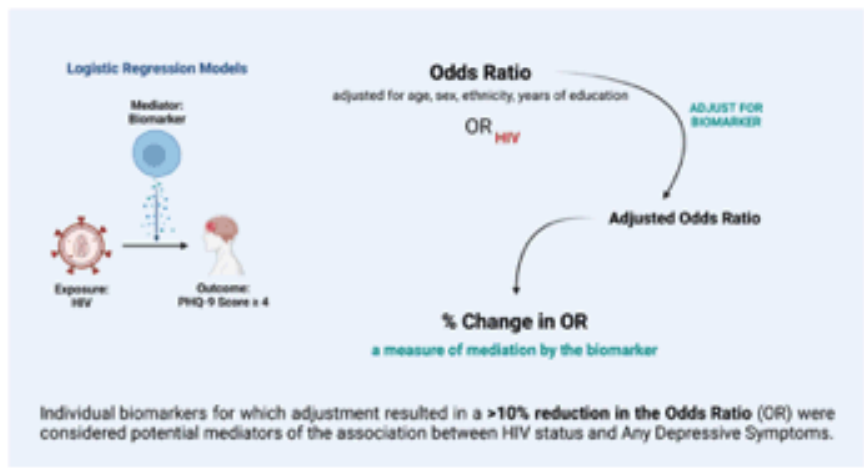 Logistic Regression Models
Mediator:
Biomarker
Exposure:
HIV
Outcome:
PHQ-9 Score ≥ 4
Odds Ratio
adjusted for age, sex, ethnicity, years of education
OR HIV
ADJUST FOR
BIOMARKER
Adjusted Odds Ratio
% Change in OR
a measure of mediation by the biomarker
Individual biomarkers for which adjustment resulted in a >10% reduction in the Odds Ratio (OR) were
considered potential mediators of the association between HIV status and Any Depressive Symptoms.